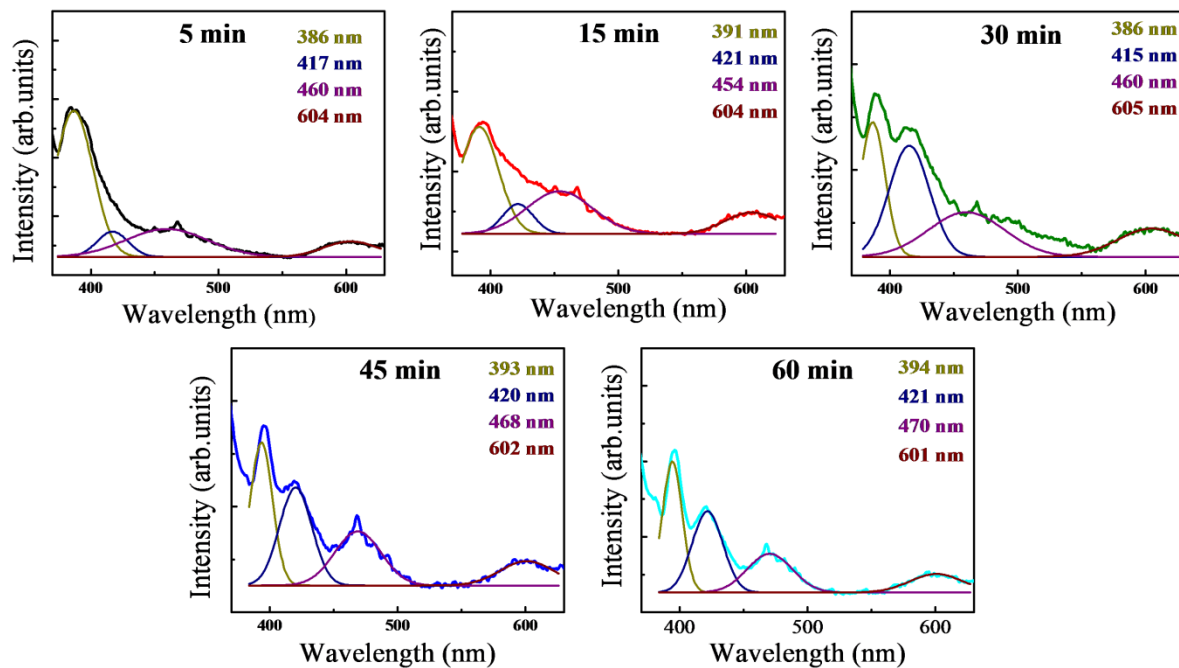 5 min
386 nm
417 nm
460 nm
604 nm
Intensity (arb.units)
400
500
600
Wavelength (nm)
15 min
391 nm
421 nm
454 nm
604 nm
Intensity (arb.units)
400
500
600
Wavelength (nm)
30 min
386 nm
415 nm
460 nm
605 nm
Intensity (arb.units)
400
500
600
Wavelength (nm)
45 min
393 nm
420 nm
468 nm
602 nm
Intensity (arb.units)
400
500
600
Wavelength (nm)
60 min
394 nm
421 nm
470 nm
601 nm
Intensity (arb.units)
400
500
600
Wavelength (nm)